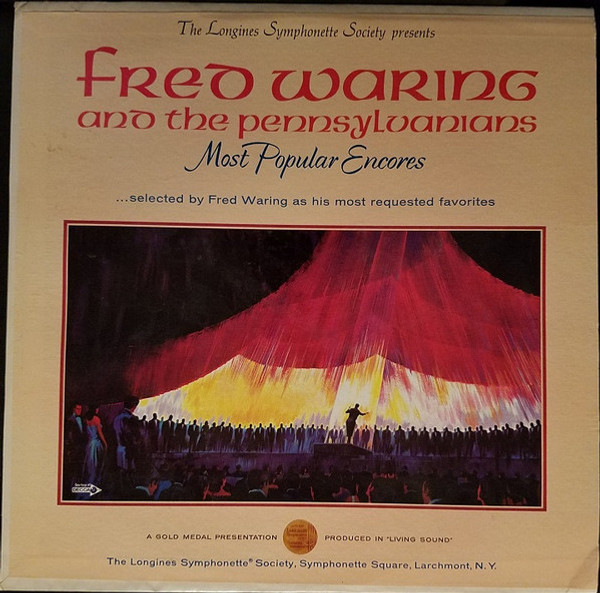 The Longines Symphonette Society presents
FRED WARING
and the pennsylvanians
Most Popular Encores
...selected by Fred Waring as his most requested favorites
DECCA
A GOLD MEDAL PRESENTATION PRODUCED IN "LIVING SOUND"
The Longines Symphonette® Society, Symphonette Square, Larchmont, N.Y.